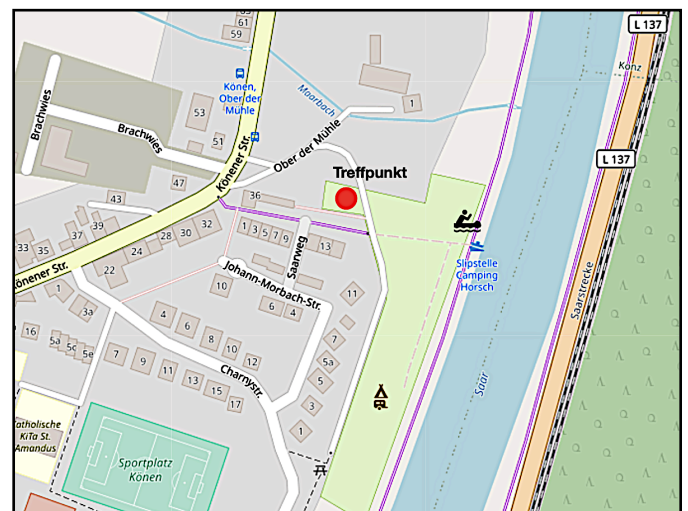 L 137
61
59
Konz
Könen,
Ober der
Mühle
Moorbach
1
53
Brachwies
Brachwies
51
Könener Str.
Ober der Mühle
L 137
Treffpunkt
47
36
43
32
30
28
24
22
33
35
37
39
41
1 3 5 7 9
13
Saarweg
Könener Str.
Slipstelle
Camping
Horsch
Johann-Morbach-Str.
10
6 4
11
Saarstrecke
1
3a
4
6
8
10
12
7
5a
5
3
1
16
5a
5c
5e
7
9
11
13
15
17
Charnystr.
Saar
Katholische
KiTa St.
Amandus
Sportplatz
Könen